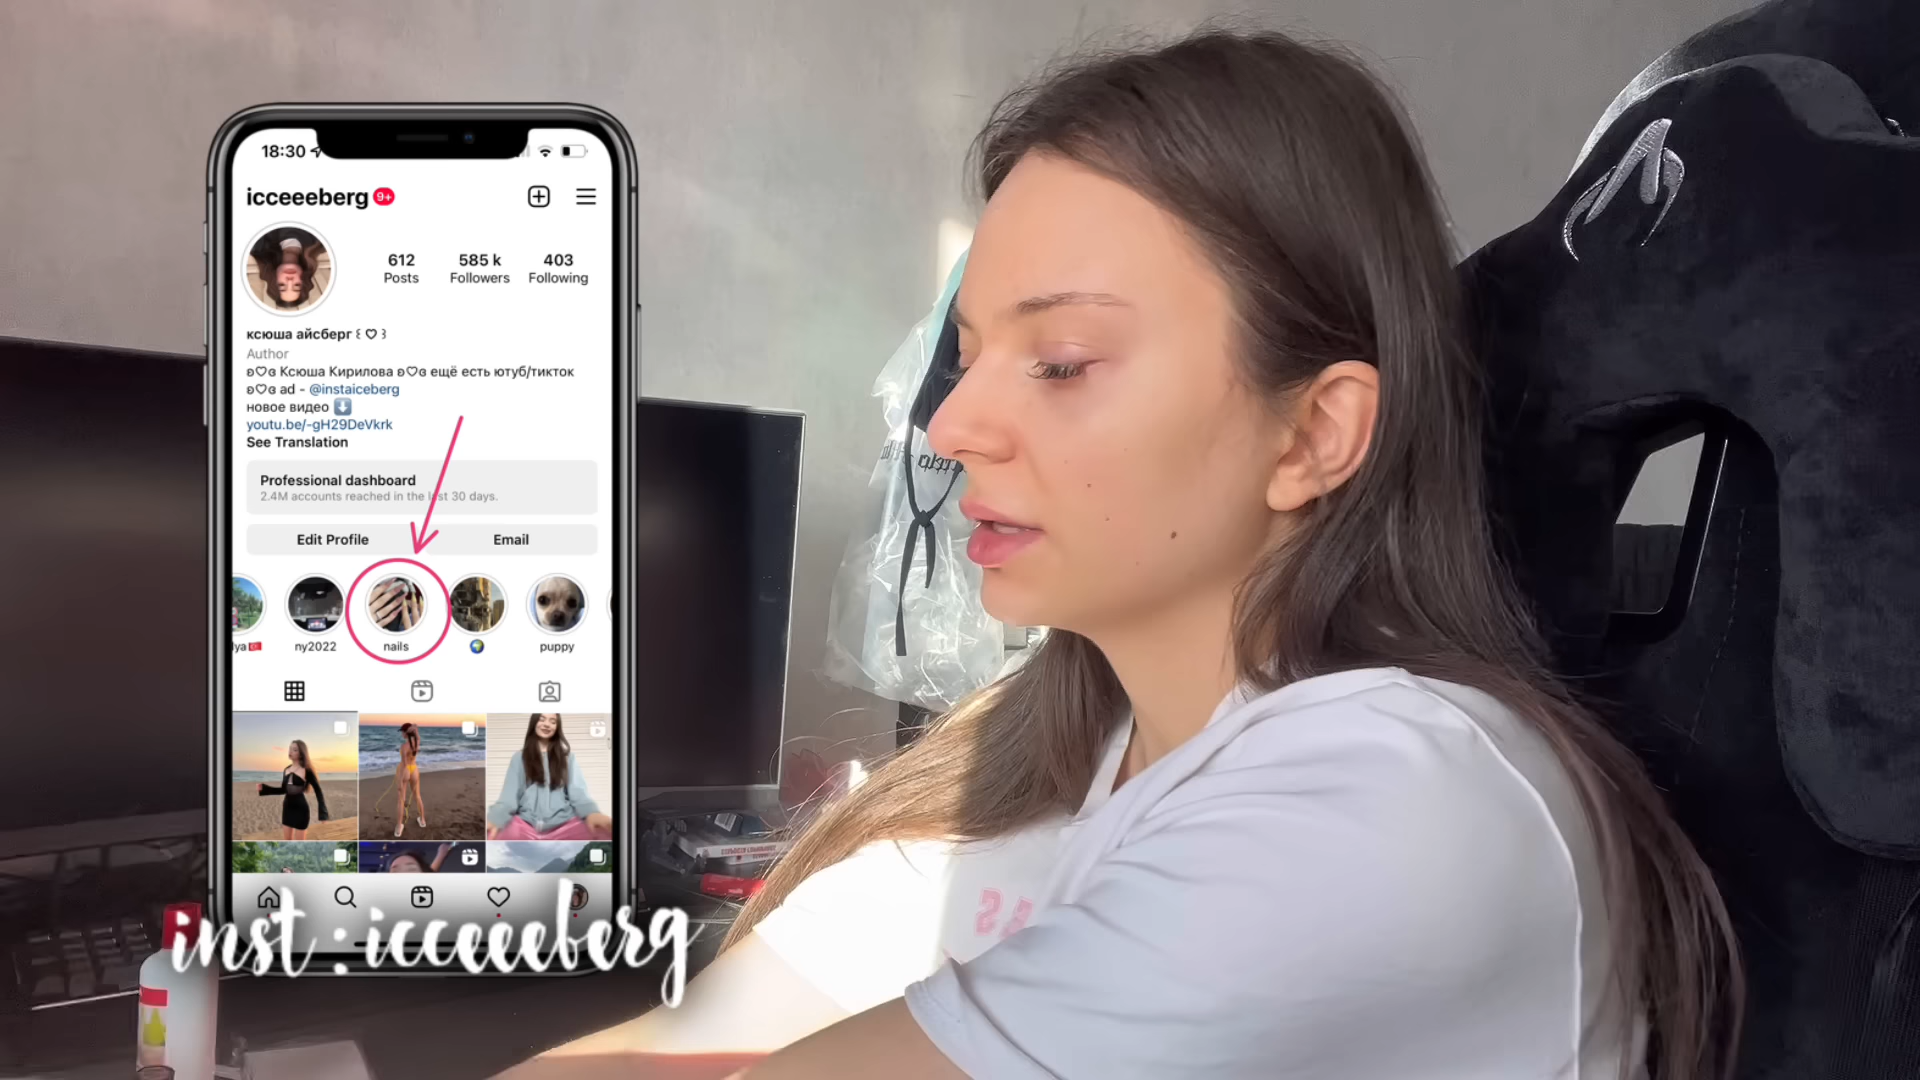 18:30
icceeeberg 9+
612 585 k 403
Posts Followers Following
ксюша айсберг ꒰ ♡ ꒱
Author
ʚ♡ɞ Ксюша Кирилова ʚ♡ɞ ещё есть ютуб/тикток
ʚ♡ɞ ad - @instaiceberg
новое видео ⬇️
youtu.be/-gH29DeVkrk
See Translation
Professional dashboard
2.4M accounts reached in the last 30 days.
Edit Profile Email
lya🇹🇷 ny2022 nails 🌍 puppy
inst : icceeeberg